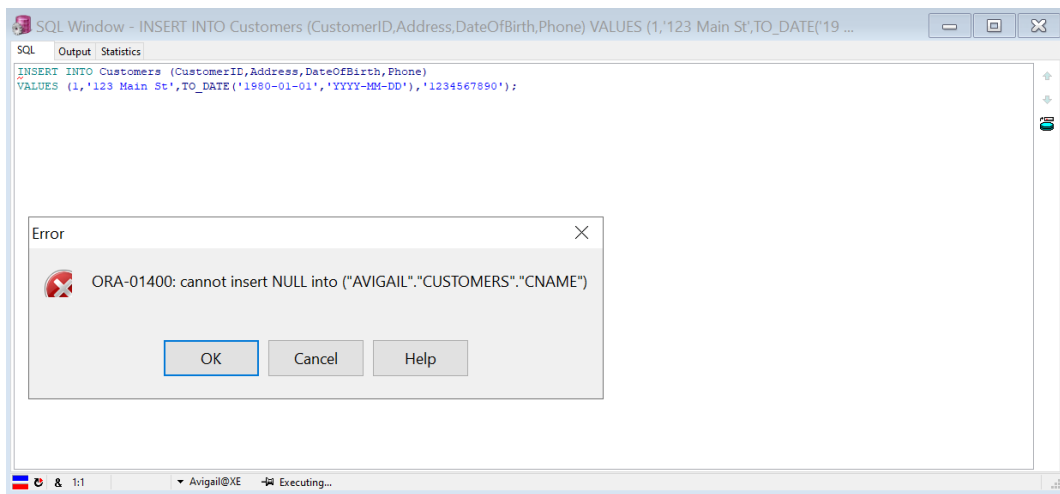 SQL Window - INSERT INTO Customers (CustomerID,Address,DateOfBirth,Phone) VALUES (1,'123 Main St',TO_DATE('19 ...
SQL Output Statistics
INSERT INTO Customers (CustomerID,Address,DateOfBirth,Phone)
VALUES (1,'123 Main St',TO_DATE('1980-01-01','YYYY-MM-DD'),'1234567890');
Error
ORA-01400: cannot insert NULL into ("AVIGAIL"."CUSTOMERS"."CNAME")
OK Cancel Help
& 1:1 Avigail@XE Executing...